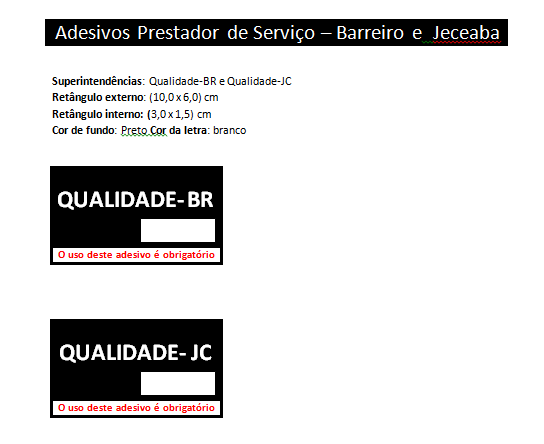 Adesivos Prestador de Serviço – Barreiro e Jeceaba
Superintendências: Qualidade-BR e Qualidade-JC
Retângulo externo: (10,0 x 6,0) cm
Retângulo interno: (3,0 x 1,5) cm
Cor de fundo: Preto Cor da letra: branco
QUALIDADE- BR
O uso deste adesivo é obrigatório
QUALIDADE- JC
O uso deste adesivo é obrigatório